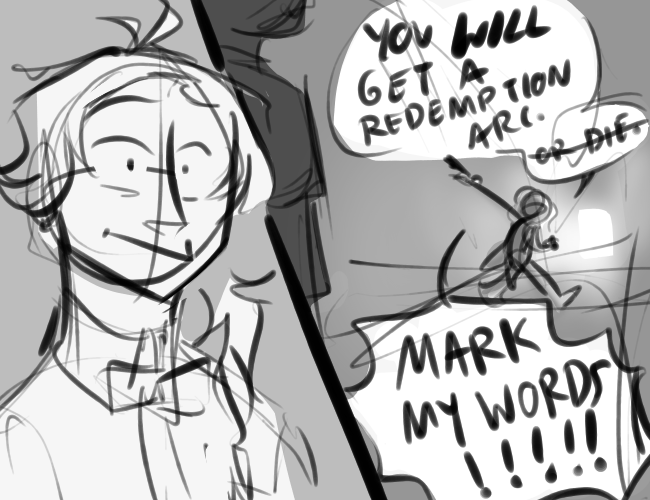 YOU WILL
GET A
REDEMPTION
ARC.
OR DIE.
MARK
MY WORDS
!!!!!